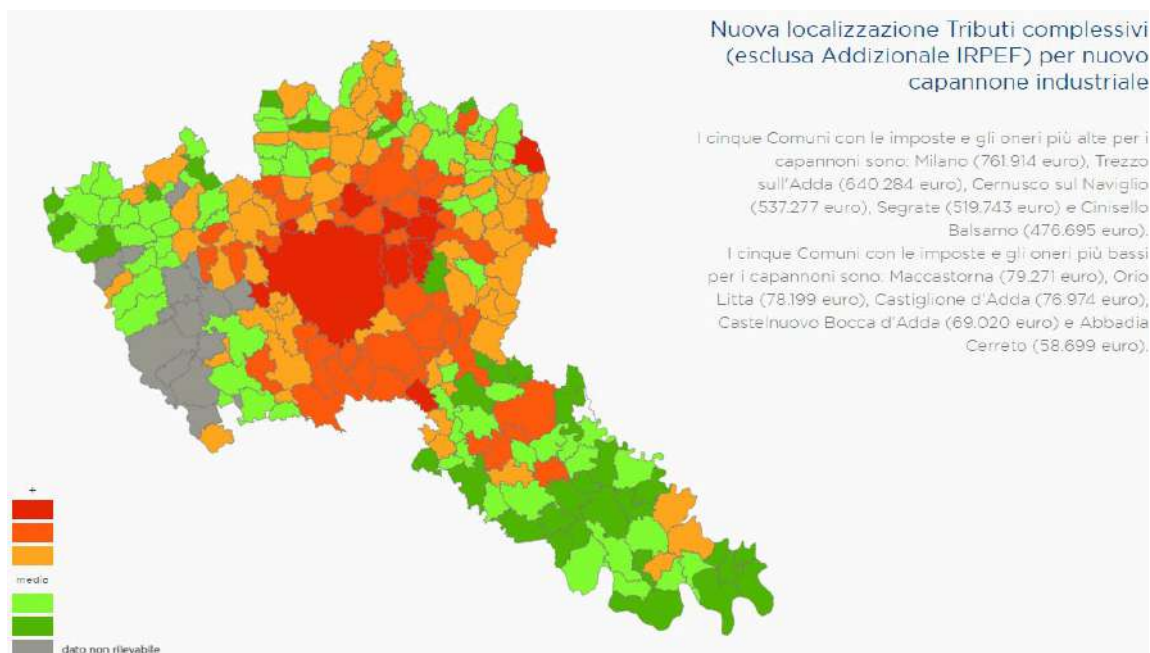 Nuova localizzazione Tributi complessivi
(esclusa Addizionale IRPEF) per nuovo
capannone industriale
I cinque Comuni con le imposte e gli oneri più alte per i
capannoni sono: Milano (761.914 euro), Trezzo
sull'Adda (640.284 euro), Cernusco sul Naviglio
(537.277 euro), Segrate (519.743 euro) e Cinisello
Balsamo (476.695 euro).
I cinque Comuni con le imposte e gli oneri più bassi
per i capannoni sono: Maccastorna (79.271 euro), Orio
Litta (78.199 euro), Castiglione d'Adda (76.974 euro),
Castelnuovo Bocca d'Adda (69.020 euro) e Abbadia
Cerreto (58.699 euro).
+
medio
dato non rilevabile